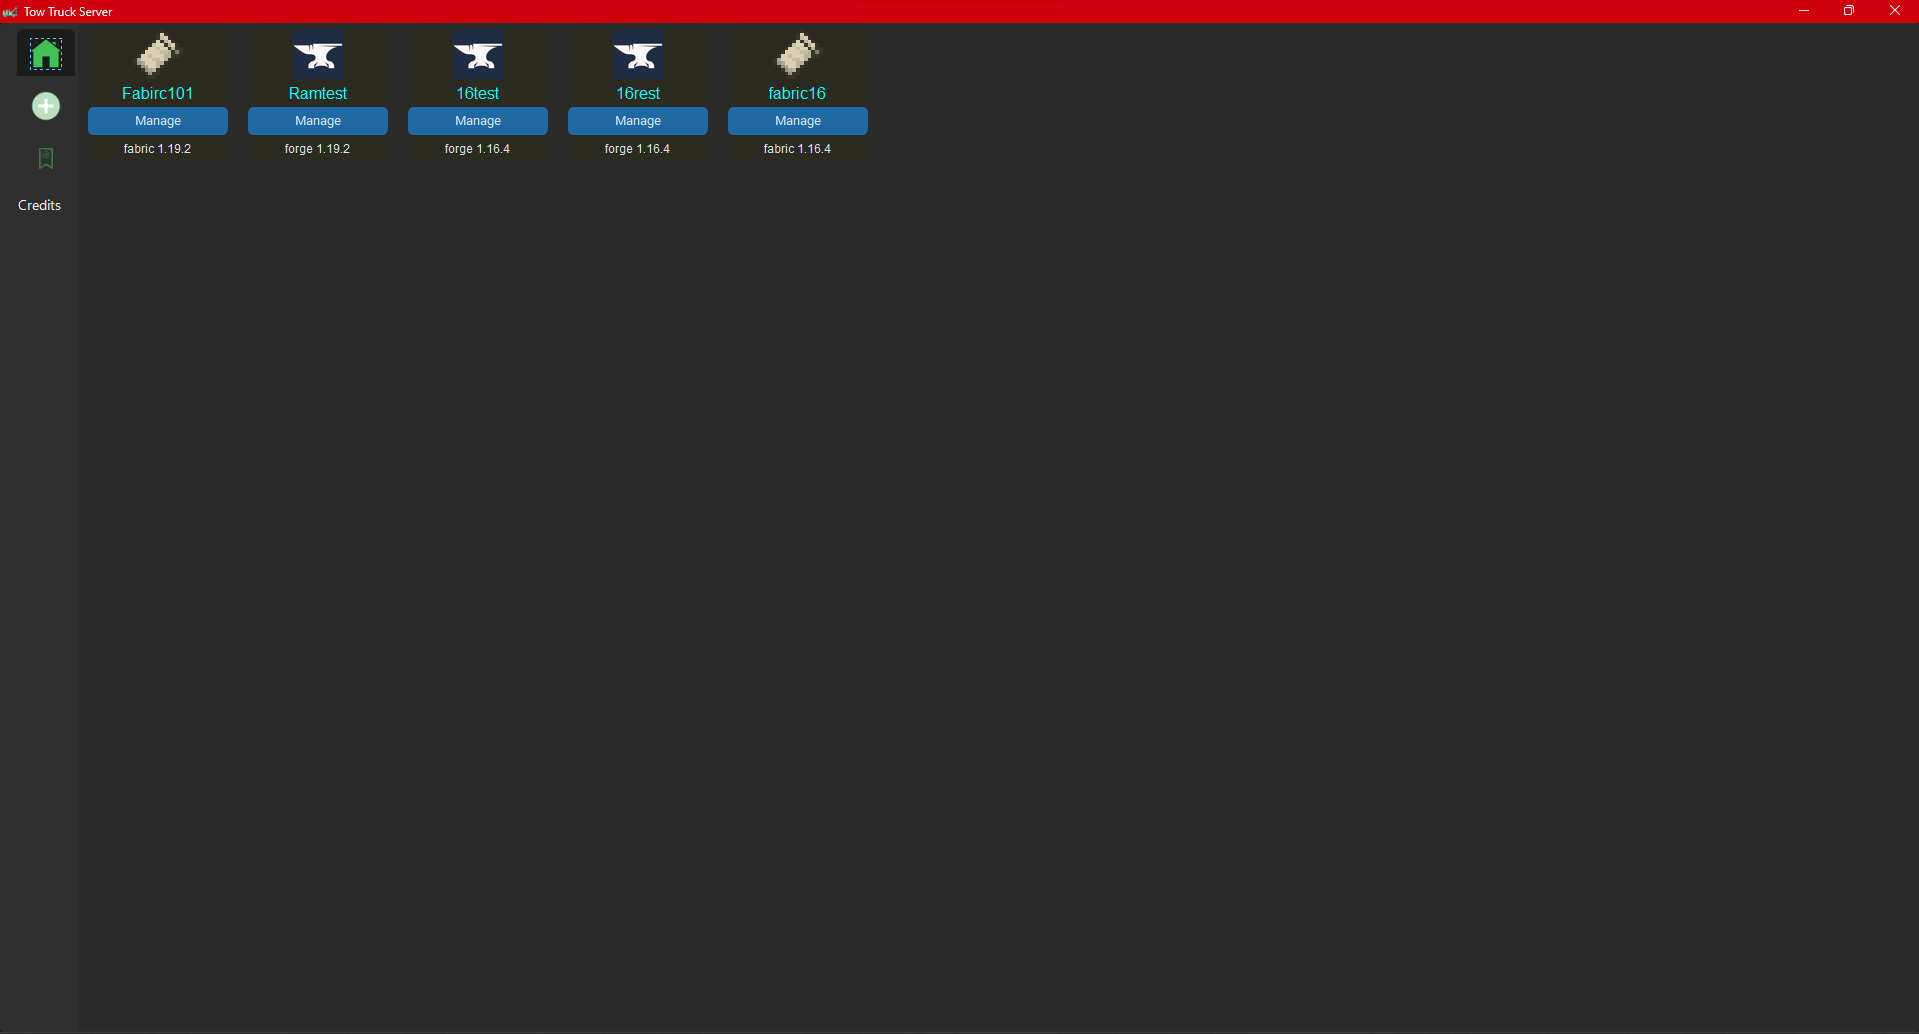 Tow Truck Server
Fabirc101
Ramtest
16test
16rest
fabric16
Manage
Manage
Manage
Manage
Manage
fabric 1.19.2
forge 1.19.2
forge 1.16.4
forge 1.16.4
fabric 1.16.4
Credits